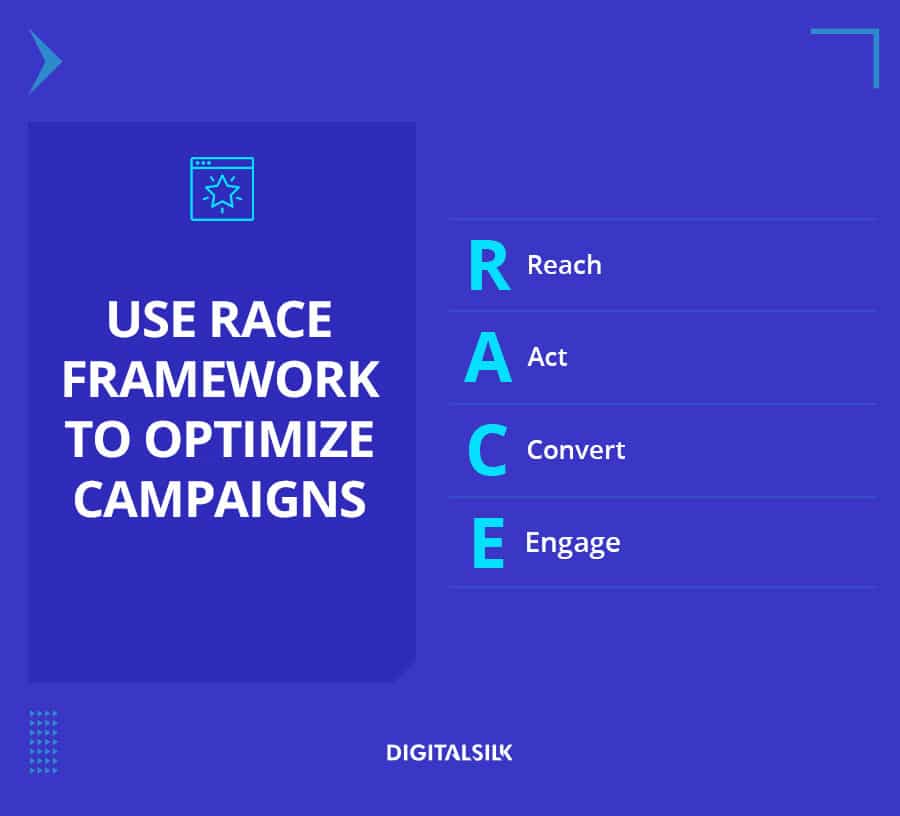 USE RACE
FRAMEWORK
TO OPTIMIZE
CAMPAIGNS
R Reach
A Act
C Convert
E Engage
DIGITALSILK